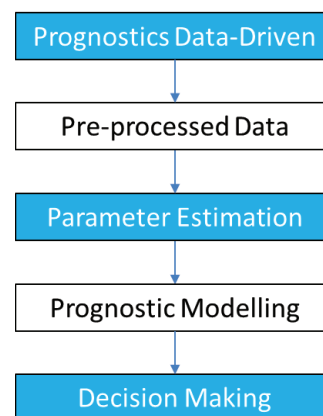 Prognostics Data-Driven
Pre-processed Data
Parameter Estimation
Prognostic Modelling
Decision Making